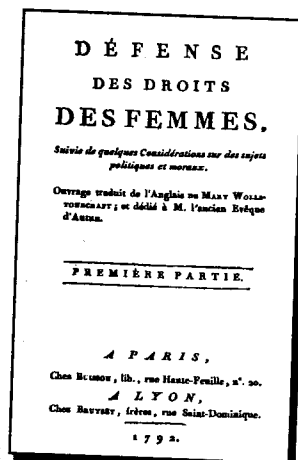 DÉFENSE
DES DROITS
DES FEMMES,
Suivie de quelques Considérations sur des sujets
politiques et moraux.
Ouvrage traduit de l'Anglais DE MARY WOLLS-
TONECRAFT; et dédié à M. l'ancien Evêque
d'Autun.
PREMIÈRE PARTIE.
A PARIS,
Chez BUISSON, lib., rue Haute-Feuille, n°. 20.
A LYON,
Chez BRUYSET, frères, rue Saint-Dominique.
1792.